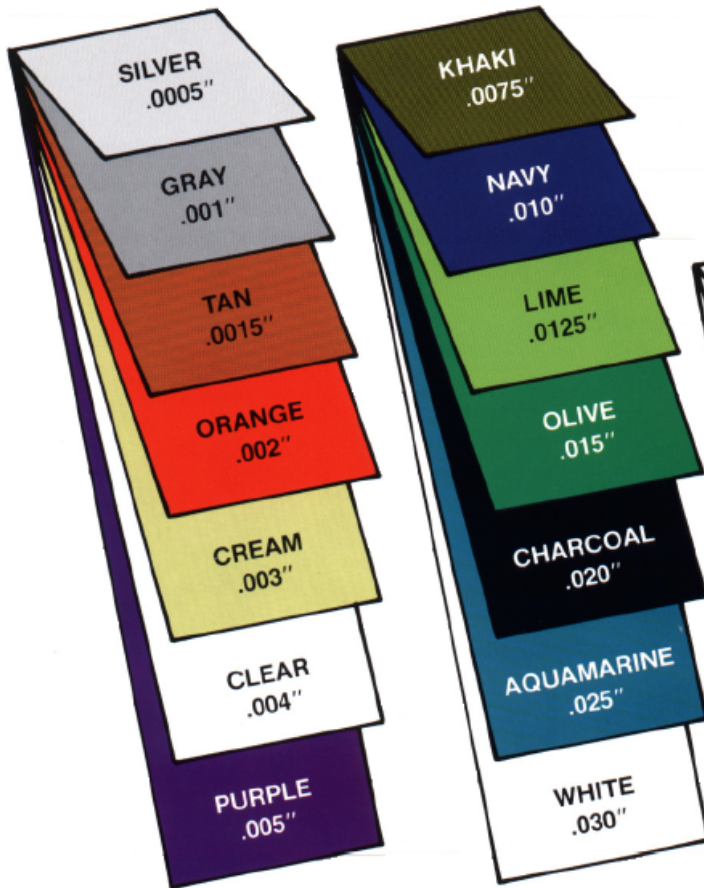 SILVER
.0005″
GRAY
.001″
TAN
.0015″
ORANGE
.002″
CREAM
.003″
CLEAR
.004″
PURPLE
.005″
KHAKI
.0075″
NAVY
.010″
LIME
.0125″
OLIVE
.015″
CHARCOAL
.020″
AQUAMARINE
.025″
WHITE
.030″